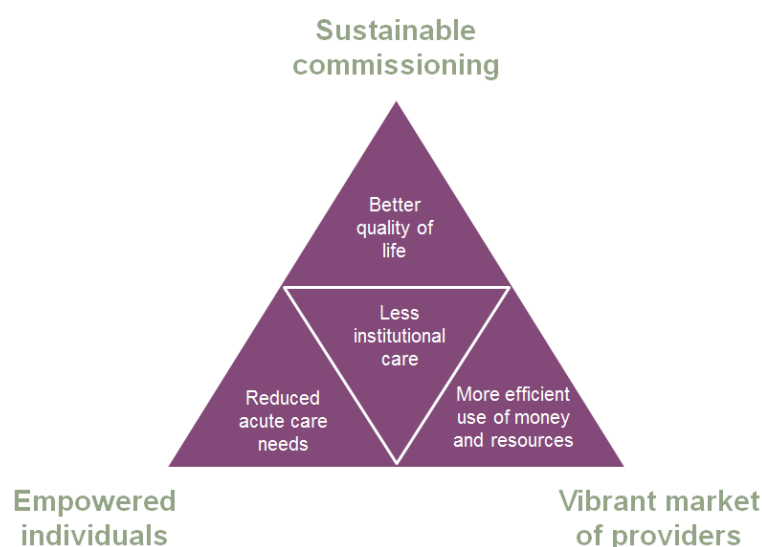 Sustainable
commissioning
Better
quality of
life
Less
institutional
care
Reduced
acute care
needs
More efficient
use of money
and resources
Empowered
individuals
Vibrant market
of providers